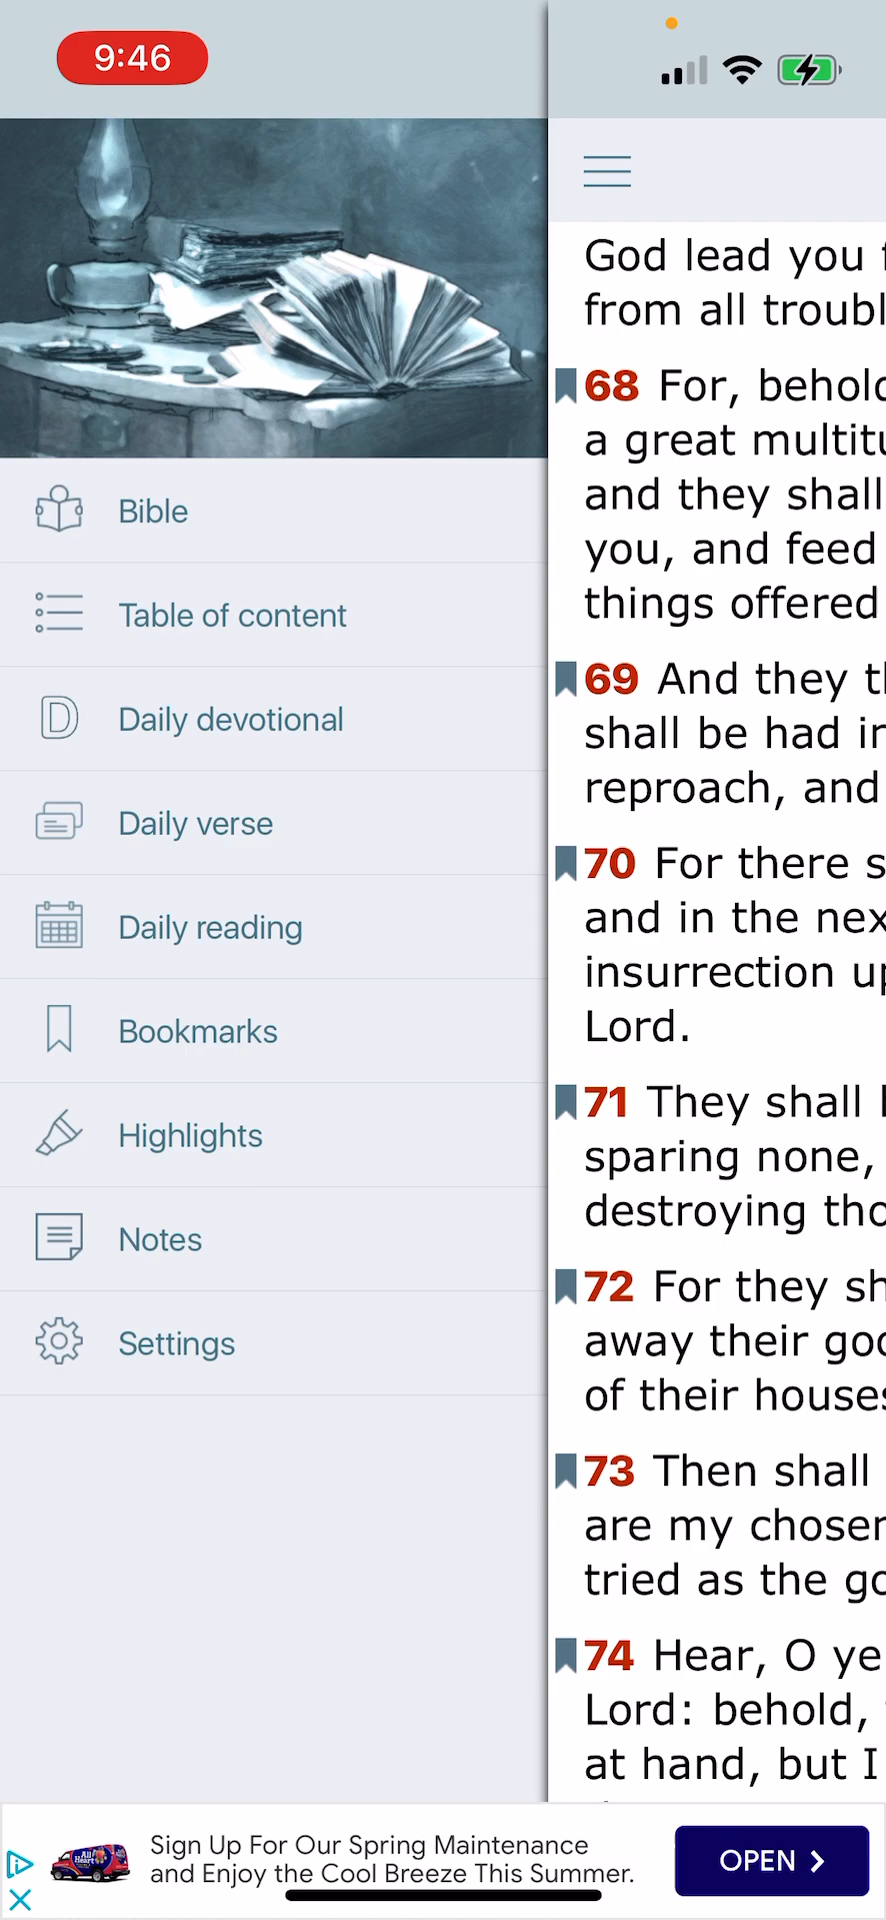 9:46
Bible
Table of content
Daily devotional
Daily verse
Daily reading
Bookmarks
Highlights
Notes
Settings
God lead you
from all troubl
68 For, behold
a great multitu
and they shall
you, and feed
things offered
69 And they th
shall be had in
reproach, and
70 For there s
and in the nex
insurrection up
Lord.
71 They shall
sparing none,
destroying tho
72 For they sh
away their goo
of their houses
73 Then shall
are my chosen
tried as the go
74 Hear, O ye
Lord: behold,
at hand, but I
All
Heart
Sign Up For Our Spring Maintenance
and Enjoy the Cool Breeze This Summer.
OPEN